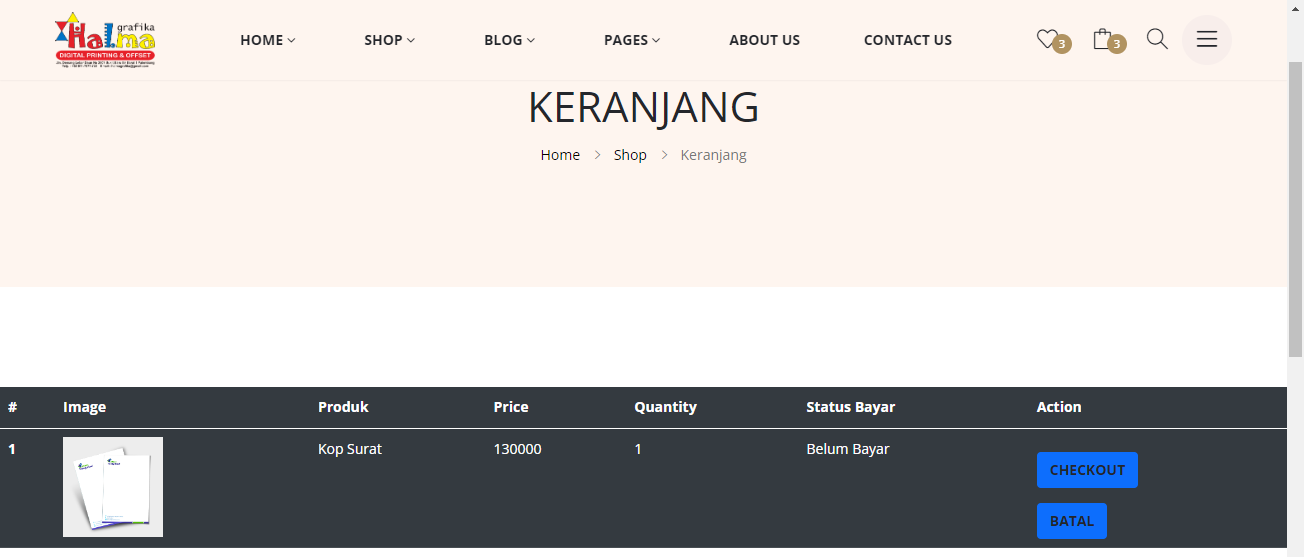 grafika
Halma
DIGITAL PRINTING & OFFSET
HOME SHOP BLOG PAGES ABOUT US CONTACT US 3 3
KERANJANG
Home > Shop > Keranjang
# Image Produk Price Quantity Status Bayar Action
1 Kop Surat 130000 1 Belum Bayar
CHECKOUT
BATAL